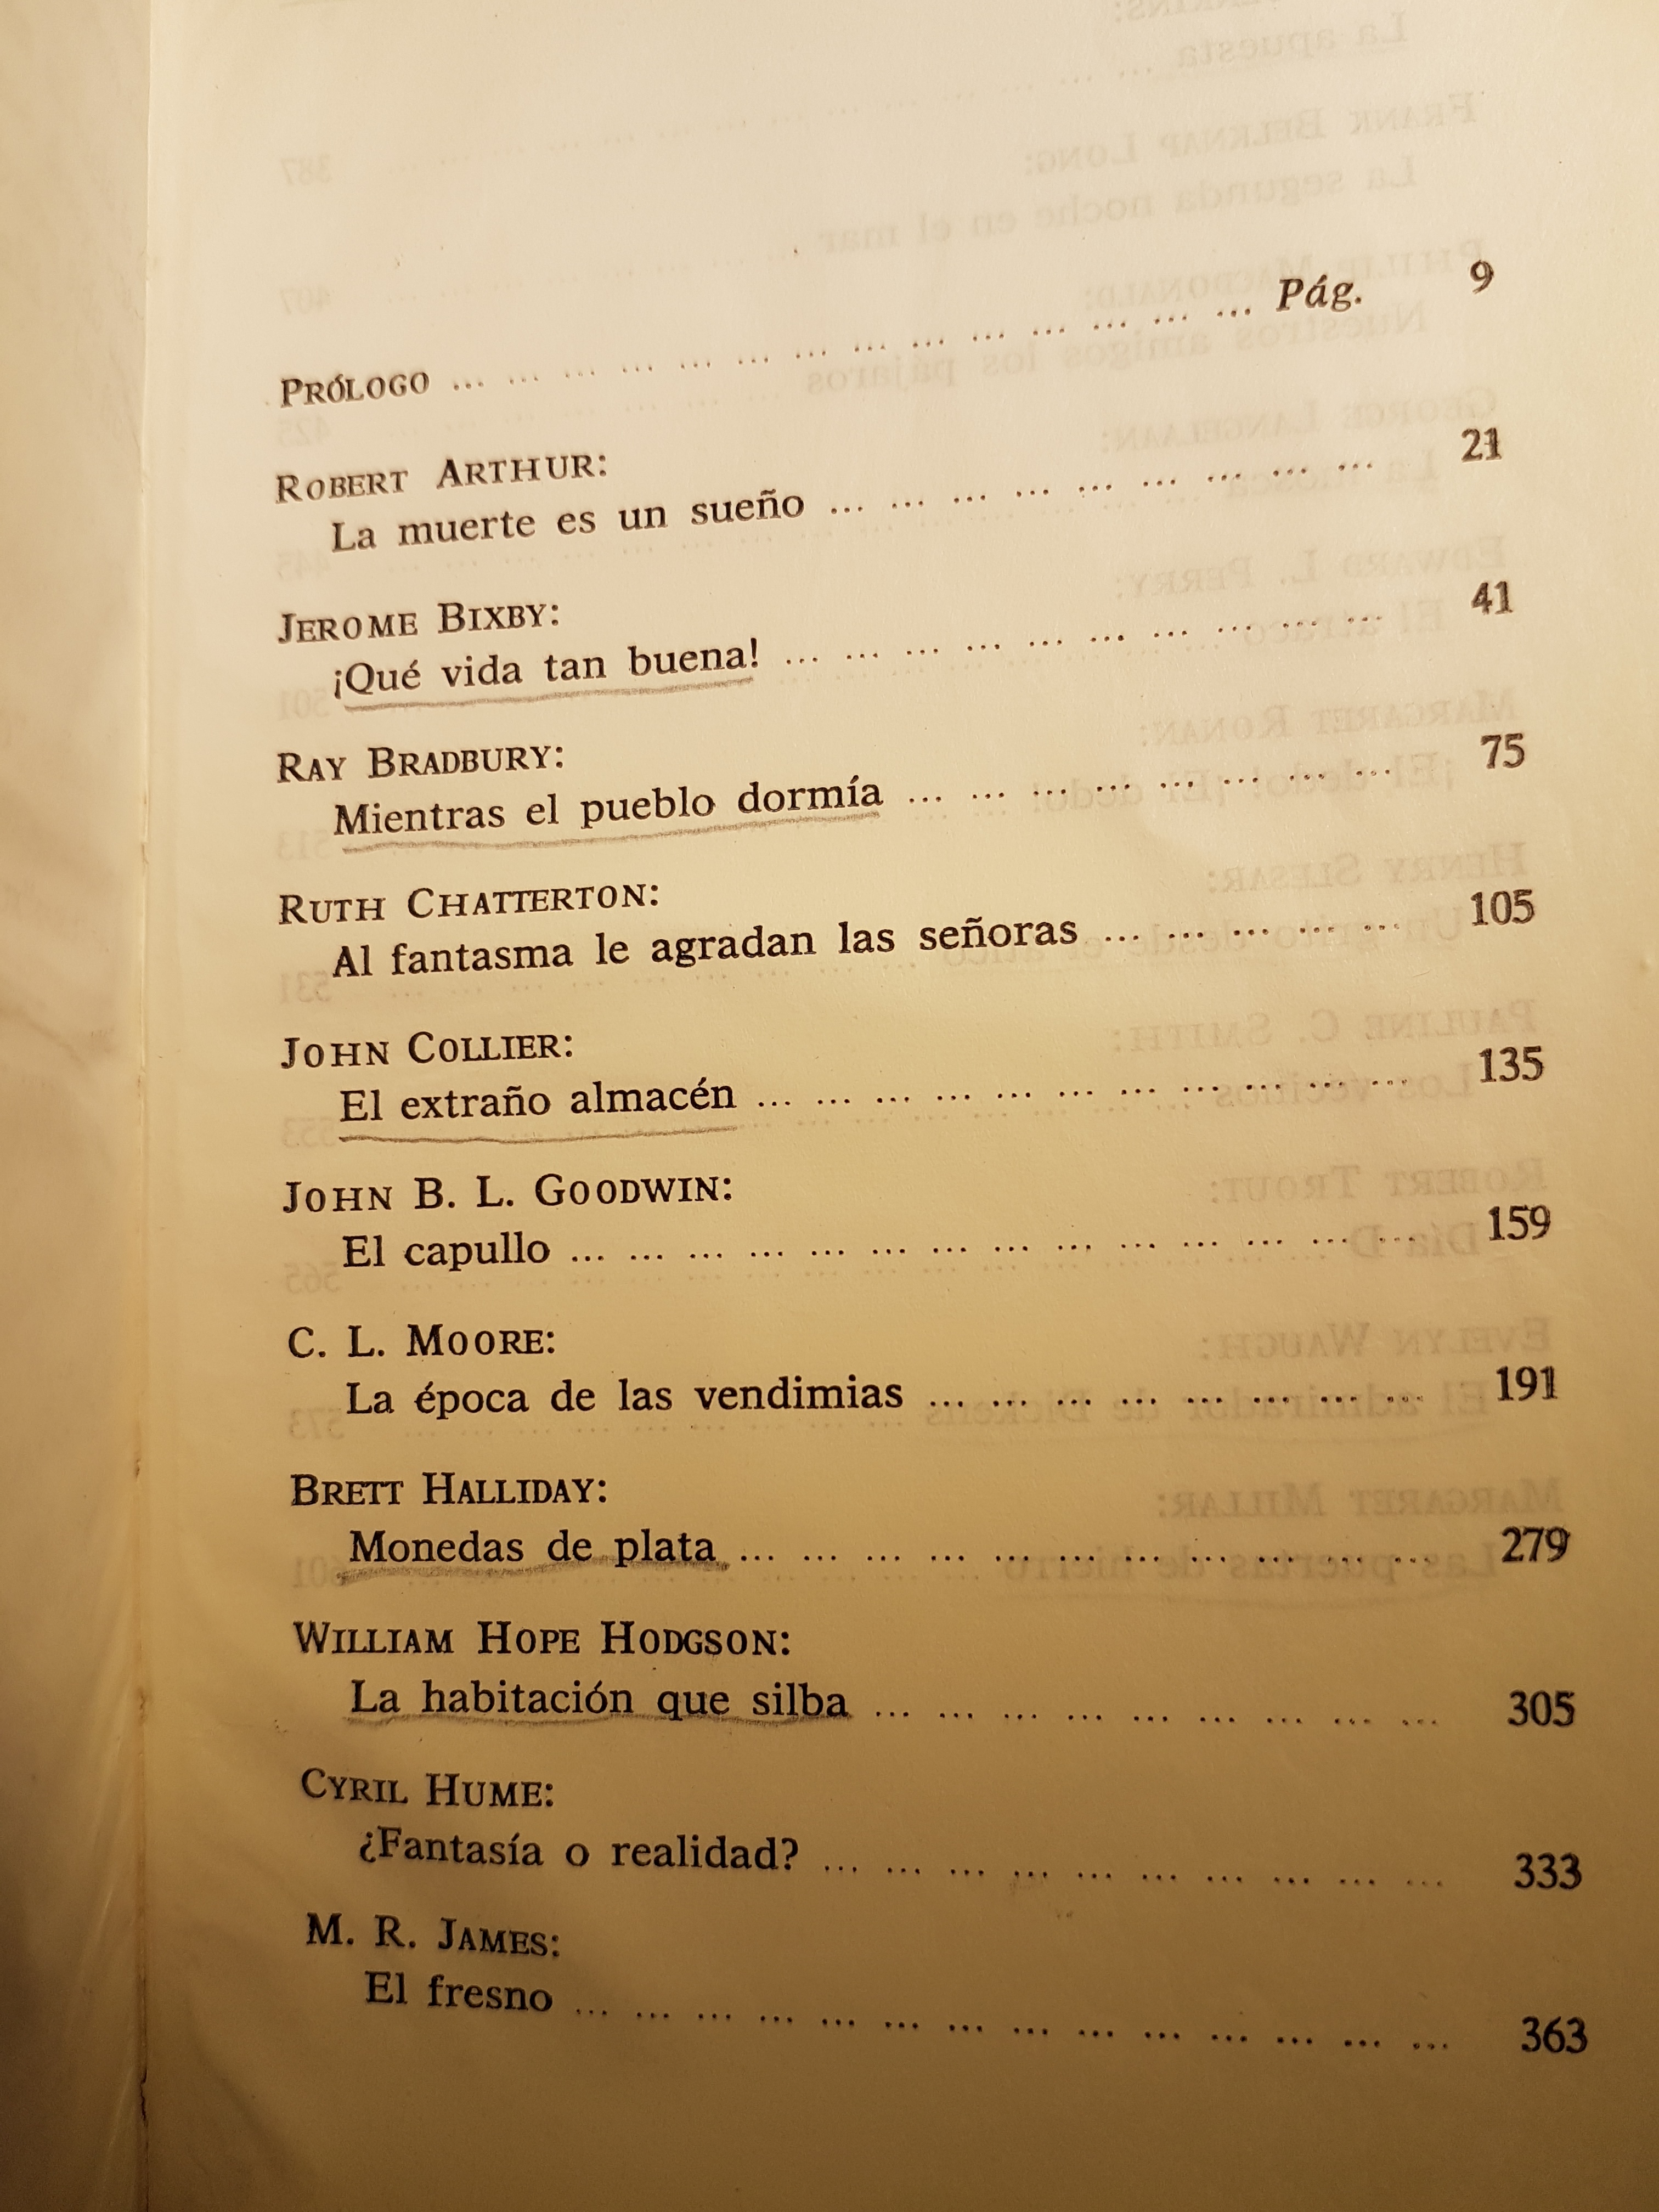 Prólogo ... ... ... ... ... ... ... ... ... ... ... ... ... ... Pág. 9
Robert Arthur:
La muerte es un sueño ... ... ... ... ... ... ... ... ... 21
Jerome Bixby:
¡Qué vida tan buena! ... ... ... ... ... ... ... ... ... ... 41
Ray Bradbury:
Mientras el pueblo dormía ... ... ... ... ... ... ... ... 75
Ruth Chatterton:
Al fantasma le agradan las señoras ... ... ... ... ... 105
John Collier:
El extraño almacén ... ... ... ... ... ... ... ... ... ... ... 135
John B. L. Goodwin:
El capullo ... ... ... ... ... ... ... ... ... ... ... ... ... ... 159
C. L. Moore:
La época de las vendimias ... ... ... ... ... ... ... ... 191
Brett Halliday:
Monedas de plata ... ... ... ... ... ... ... ... ... ... ... 279
William Hope Hodgson:
La habitación que silba ... ... ... ... ... ... ... ... ... 305
Cyril Hume:
¿Fantasía o realidad? ... ... ... ... ... ... ... ... ... ... 333
M. R. James:
El fresno ... ... ... ... ... ... ... ... ... ... ... ... ... ... 363